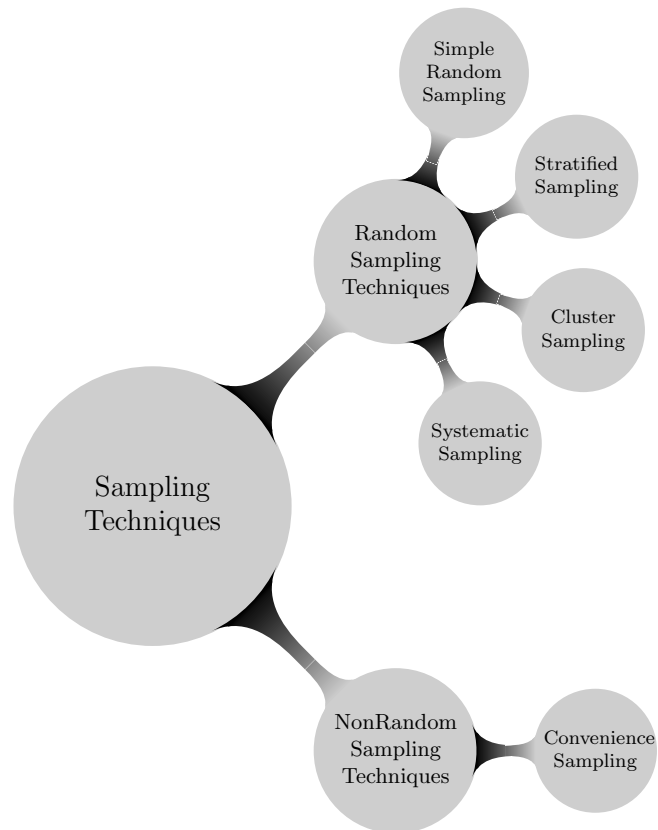 Sampling
Techniques
Random
Sampling
Techniques
Simple
Random
Sampling
Stratified
Sampling
Cluster
Sampling
Systematic
Sampling
NonRandom
Sampling
Techniques
Convenience
Sampling